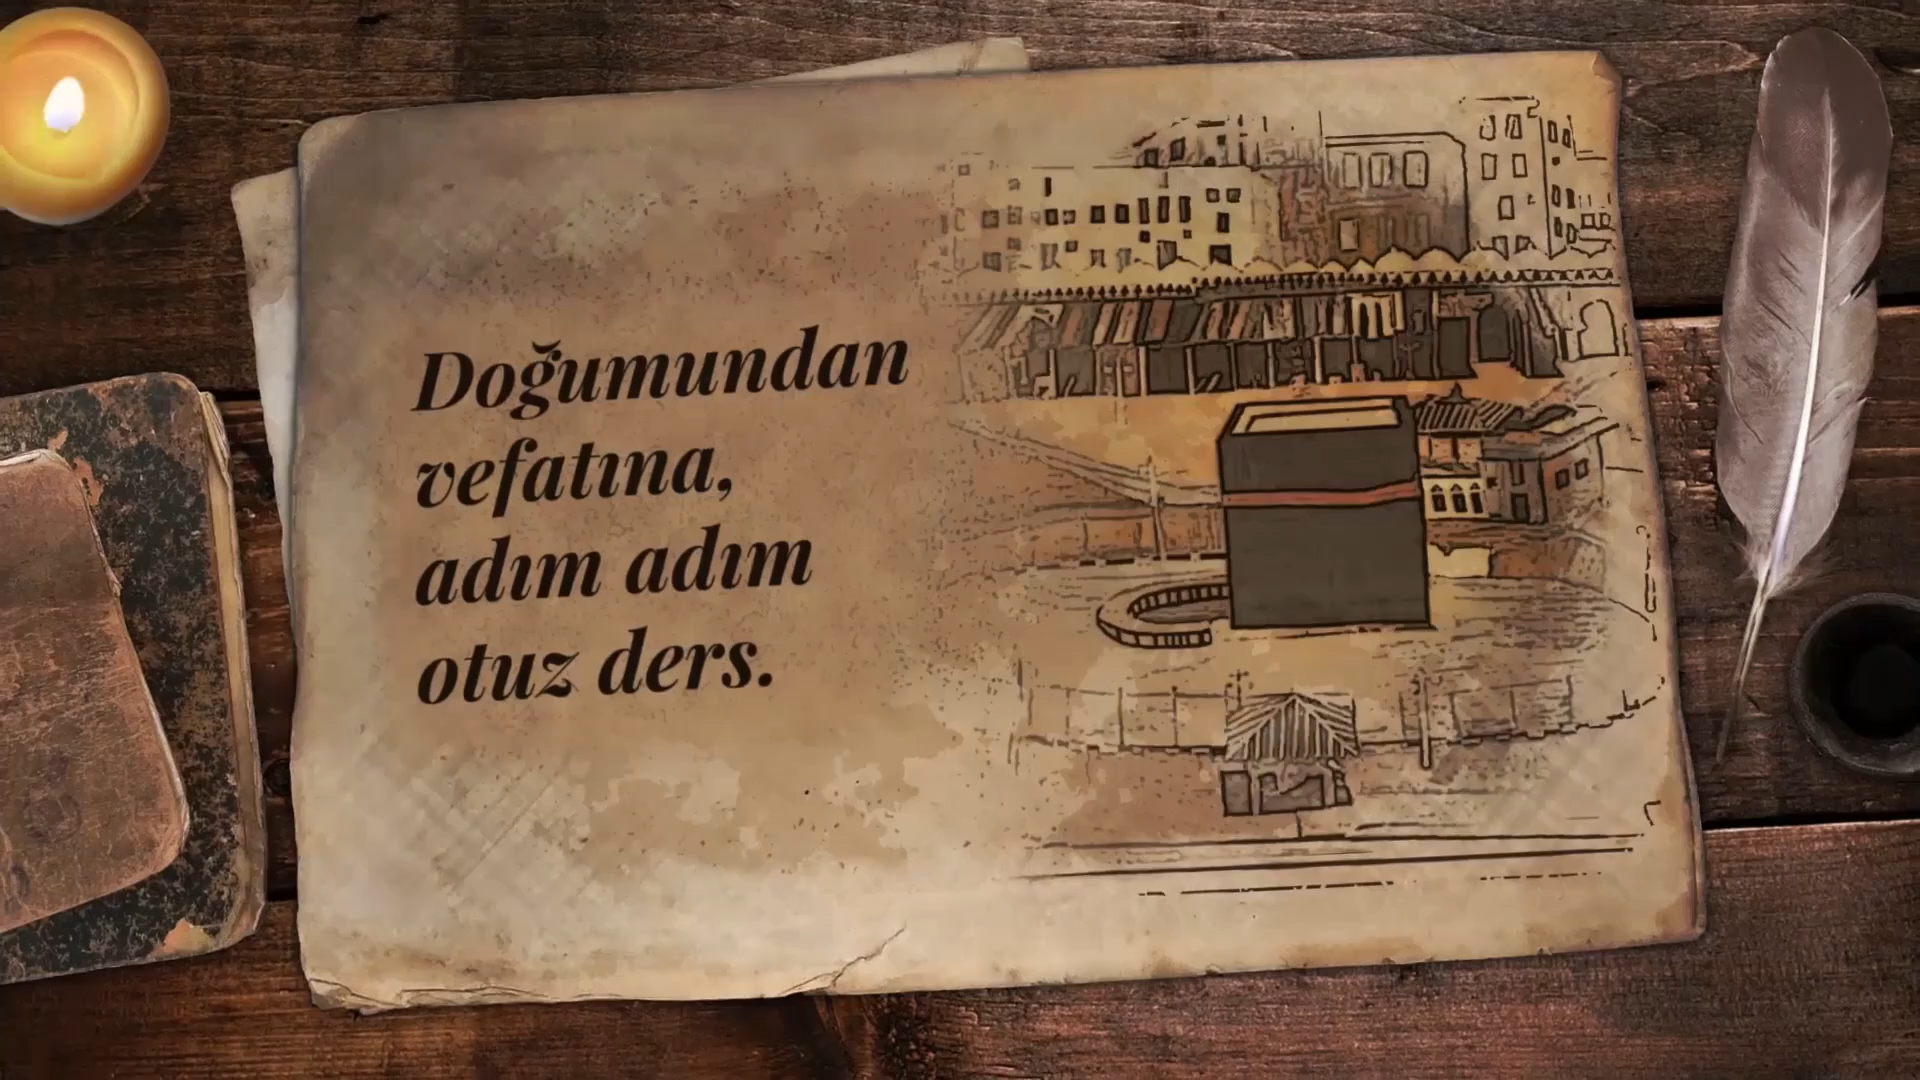 Doğumundan
vefatına,
adım adım
otuz ders.